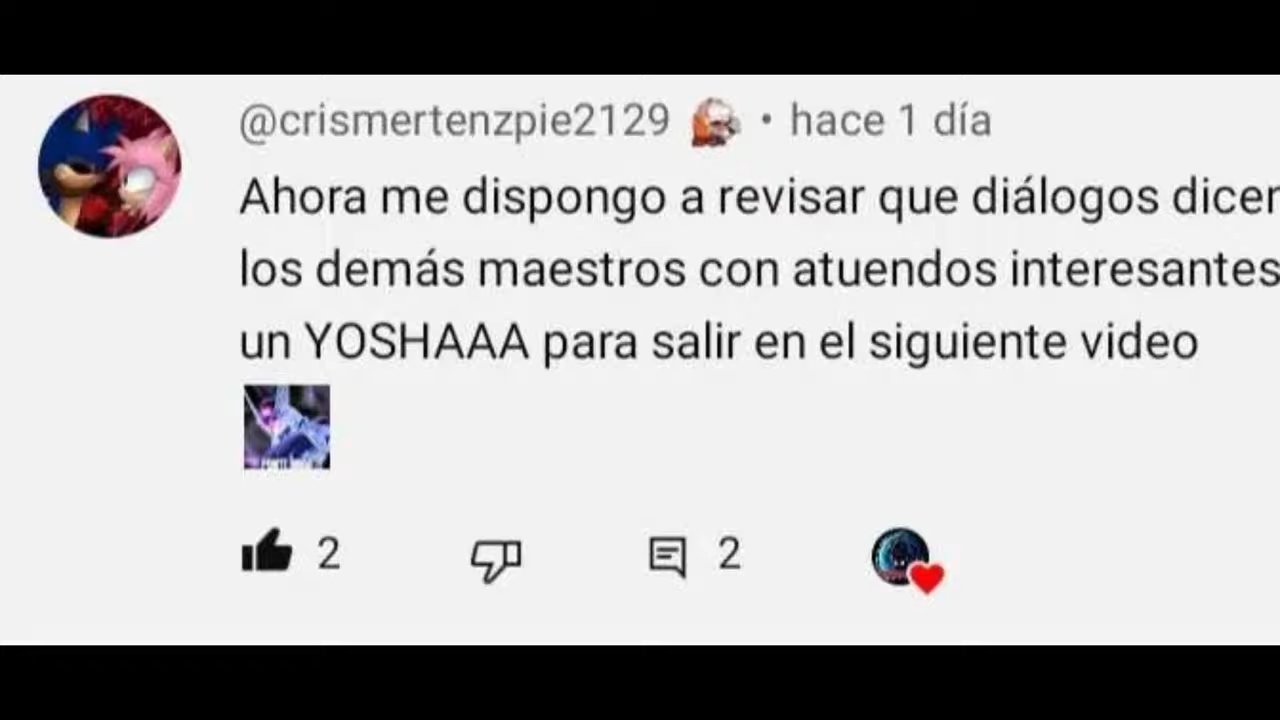 @crismertenzpie2129 • hace 1 día
Ahora me dispongo a revisar que diálogos dicen
los demás maestros con atuendos interesantes
un YOSHAAA para salir en el siguiente video
2 2